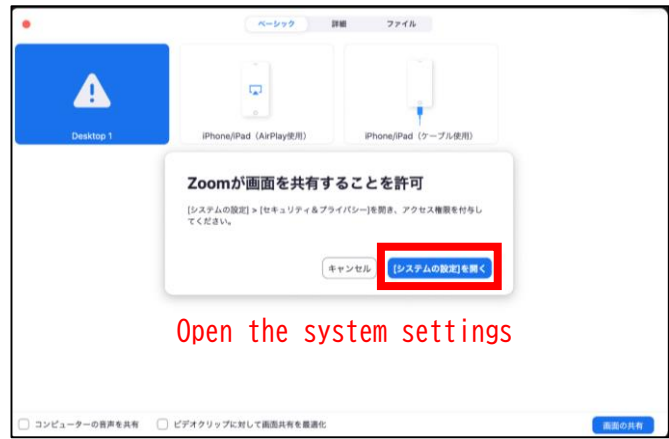 ベーシック 詳細 ファイル
Desktop 1 iPhone/iPad（AirPlay使用） iPhone/iPad（ケーブル使用）
Zoomが画面を共有することを許可
[システムの設定] > [セキュリティ&プライバシー]を開き、アクセス権限を付与し
てください。
キャンセル [システムの設定]を開く
Open the system settings
コンピューターの音声を共有 ビデオクリップに対して画面共有を最適化 画面の共有